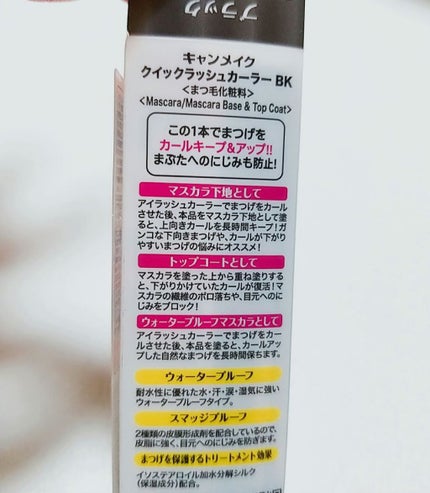 ブラック
キャンメイク
クイックラッシュカーラー BK
<まつ毛化粧料>
<Mascara/Mascara Base & Top Coat>
この1本でまつげを
カールキープ&アップ!!
まぶたへのにじみも防止!
マスカラ下地として
アイラッシュカーラーでまつげをカール
させた後、本品をマスカラ下地として塗
ると、上向きカールを長時間キープ!ガ
ンコな下向きまつげや、カールが下がり
やすいまつげの悩みにオススメ!
トップコートとして
マスカラを塗った上から重ね塗りする
と、下がりかけていたカールが復活!マ
スカラの繊維のポロ落ちや、目元へのに
じみをブロック!
ウォータープルーフマスカラとして
アイラッシュカーラーでまつげをカー
ルさせた後、本品を塗ると、カールアッ
プした自然なまつげを長時間保ちます。
ウォータープルーフ
耐水性に優れた水・汗・涙・湿気に強い
ウォータープルーフタイプ。
スマッジプルーフ
2種類の皮膜形成剤を配合しているので、
皮脂に強く、目元へのにじみを防ぎます。
まつげを保護するトリートメント効果
イソステアロイル加水分解シルク
(保湿成分)配合。